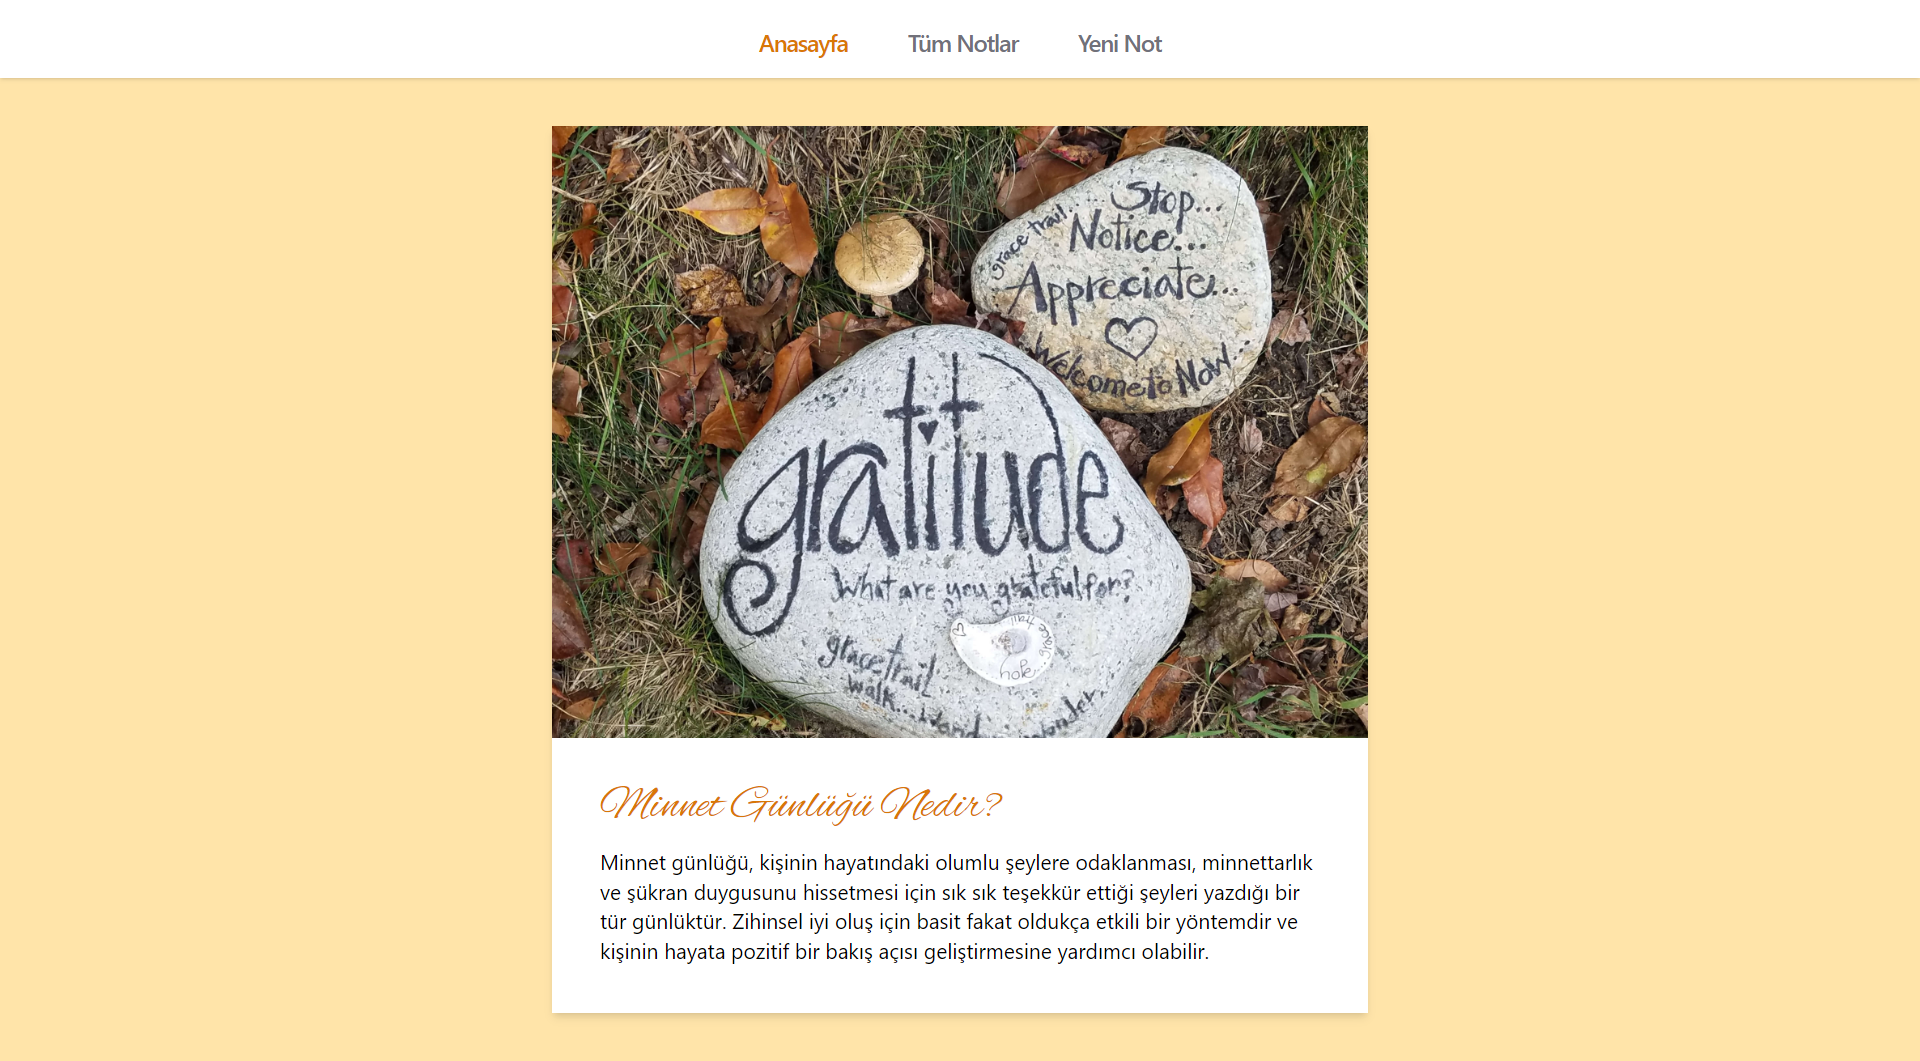 Anasayfa Tüm Notlar Yeni Not
Stop...
grace trail...
Notice...
Appreciate...
Welcome to Now...
gratitude
What are you grateful for?
grace trail
hope...
gracetrail
walk... wonder
Minnet Günlüğü Nedir?
Minnet günlüğü, kişinin hayatındaki olumlu şeylere odaklanması, minnettarlık
ve şükran duygusunu hissetmesi için sık sık teşekkür ettiği şeyleri yazdığı bir
tür günlüktür. Zihinsel iyi oluş için basit fakat oldukça etkili bir yöntemdir ve
kişinin hayata pozitif bir bakış açısı geliştirmesine yardımcı olabilir.